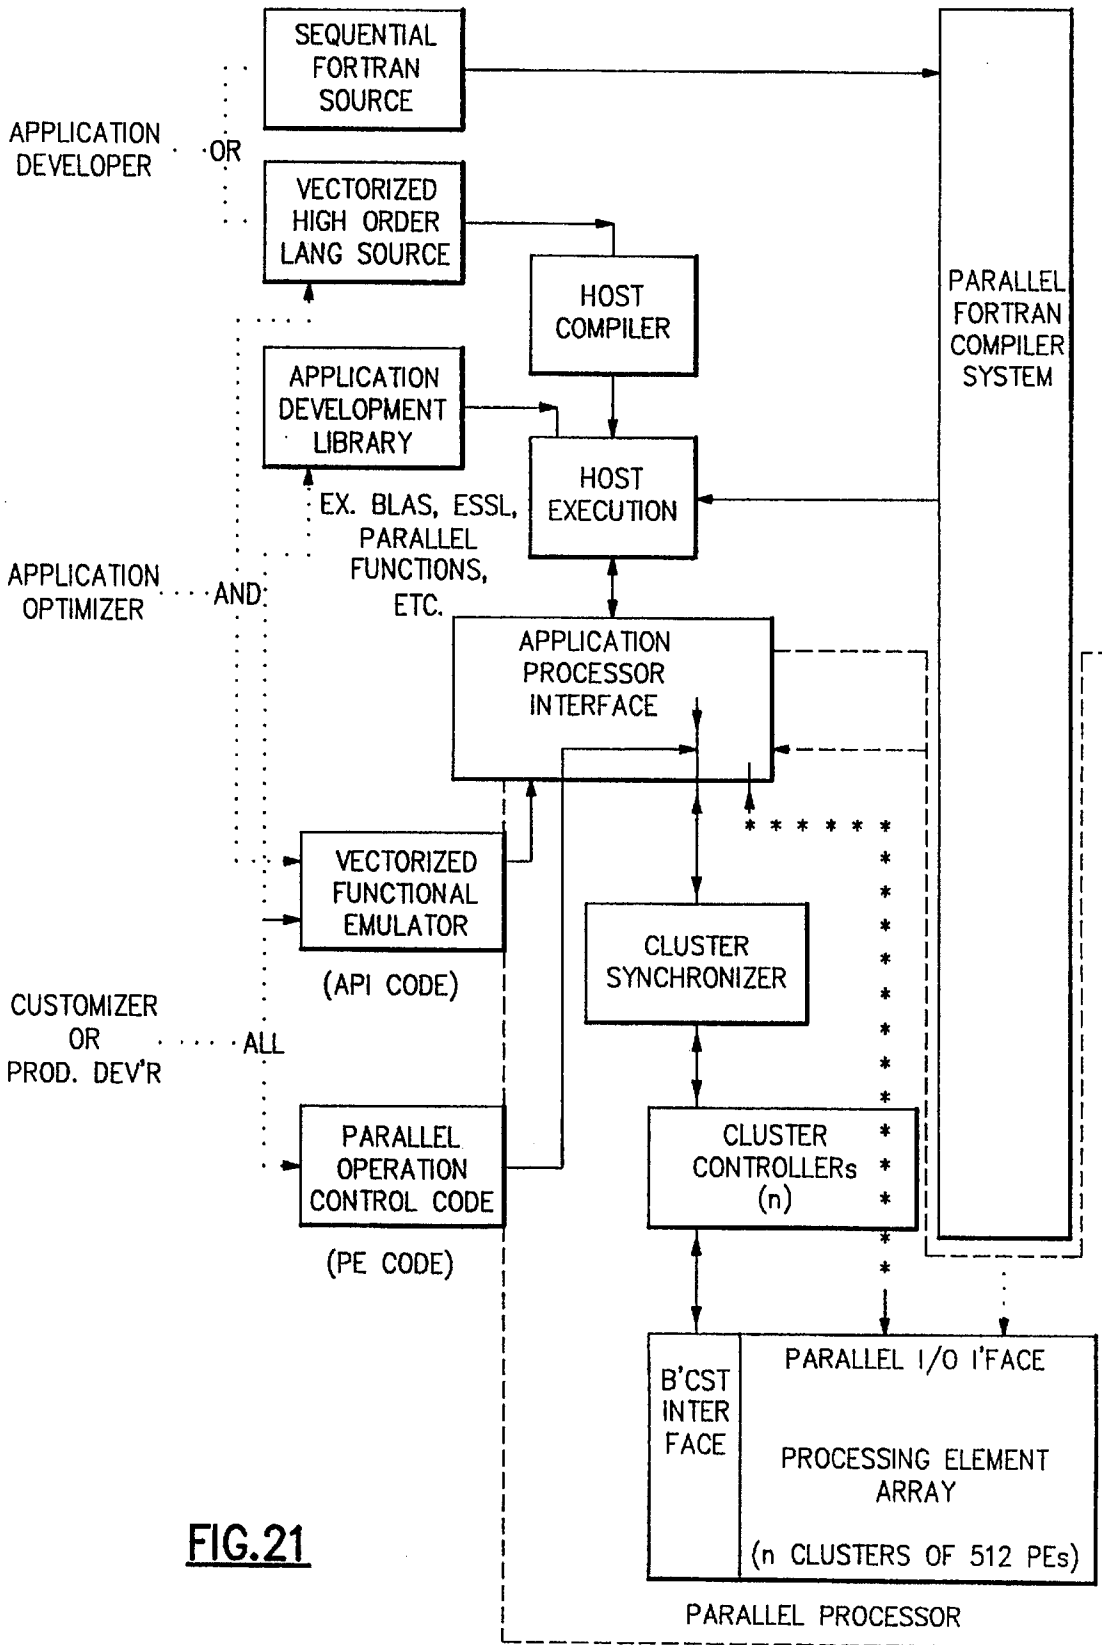 SEQUENTIAL
FORTRAN
SOURCE
APPLICATION
DEVELOPER
OR
VECTORIZED
HIGH ORDER
LANG SOURCE
HOST
COMPILER
PARALLEL
FORTRAN
COMPILER
SYSTEM
APPLICATION
DEVELOPMENT
LIBRARY
HOST
EXECUTION
EX. BLAS, ESSL,
PARALLEL
FUNCTIONS,
ETC.
APPLICATION
OPTIMIZER
AND
APPLICATION
PROCESSOR
INTERFACE
VECTORIZED
FUNCTIONAL
EMULATOR
(API CODE)
CLUSTER
SYNCHRONIZER
CUSTOMIZER
OR
PROD. DEV'R
ALL
PARALLEL
OPERATION
CONTROL CODE
(PE CODE)
CLUSTER
CONTROLLERs
(n)
B'CST
INTER
FACE
PARALLEL I/O I'FACE
PROCESSING ELEMENT
ARRAY
(n CLUSTERS OF 512 PEs)
FIG.21
PARALLEL PROCESSOR